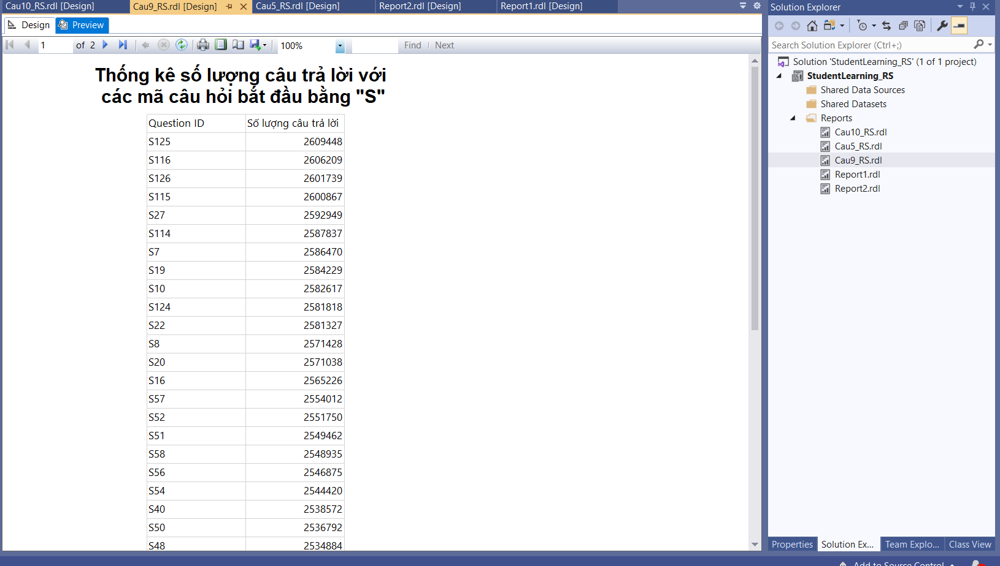 Cau10_RS.rdl [Design]
Cau9_RS.rdl [Design]
Cau5_RS.rdl [Design]
Report2.rdl [Design]
Report1.rdl [Design]
Design
Preview
1 of 2
100%
Find
Next
Thống kê số lượng câu trả lời với
các mã câu hỏi bắt đầu bằng "S"
Question ID Số lượng câu trả lời
S125 2609448
S116 2606209
S126 2601739
S115 2600867
S27 2592949
S114 2587837
S7 2586470
S19 2584229
S10 2582617
S124 2581818
S22 2581327
S8 2571428
S20 2571038
S16 2565226
S57 2554012
S52 2551750
S51 2549462
S58 2548935
S56 2546875
S54 2544420
S40 2538572
S50 2536792
S48 2534884
Solution Explorer
Search Solution Explorer (Ctrl+;)
Solution 'StudentLearning_RS' (1 of 1 project)
StudentLearning_RS
Shared Data Sources
Shared Datasets
Reports
Cau10_RS.rdl
Cau5_RS.rdl
Cau9_RS.rdl
Report1.rdl
Report2.rdl
Properties
Solution Ex...
Team Explo...
Class View
Add to Source Control